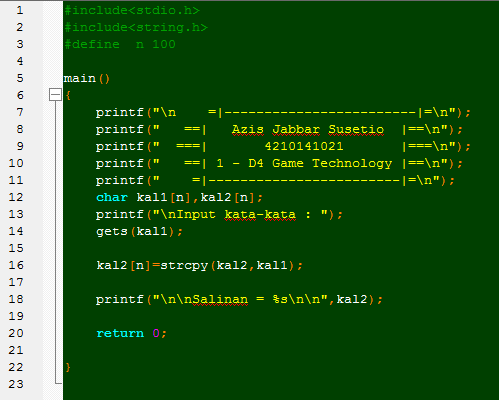 1 #include<stdio.h>
2 #include<string.h>
3 #define  n 100
4
5 main()
6 {
7     printf("\n    =|------------------------|=\n");
8     printf("   ==|   Azis Jabbar Susetio  |==\n");
9     printf("  ===|       4210141021       |===\n");
10     printf("   ==| 1 - D4 Game Technology |==\n");
11     printf("    =|------------------------|=\n");
12     char kal1[n],kal2[n];
13     printf("\nInput kata-kata : ");
14     gets(kal1);
15
16     kal2[n]=strcpy(kal2,kal1);
17
18     printf("\n\nSalinan = %s\n\n",kal2);
19
20     return 0;
21
22 }
23